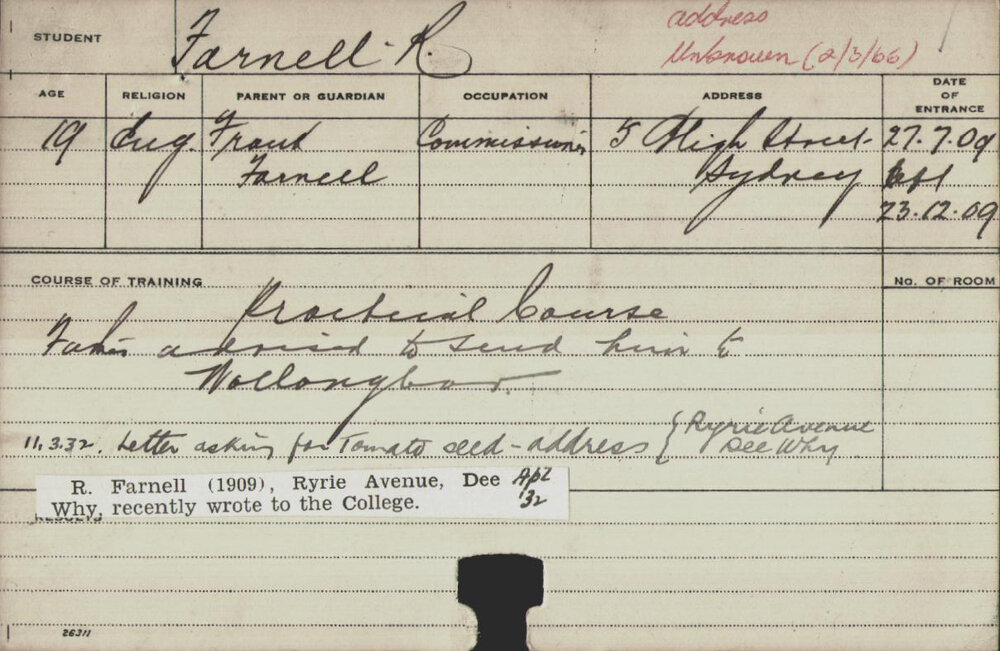 STUDENT Farnell R. address
Unknown (2/3/66)
AGE RELIGION PARENT OR GUARDIAN OCCUPATION ADDRESS DATE OF ENTRANCE
19 Eng. Frank Commissioner 5 High Street 27.7.09
Farnell Sydney left
23.12.09
COURSE OF TRAINING No. OF ROOM
Practical Course
Father advised to send him to
Wollongbar.
11.3.32. Letter asking for Tomato seed - address { Ryrie Avenue
Dee Why.
R. Farnell (1909), Ryrie Avenue, Dee Apl
Why, recently wrote to the College. '32
RESULTS
26311